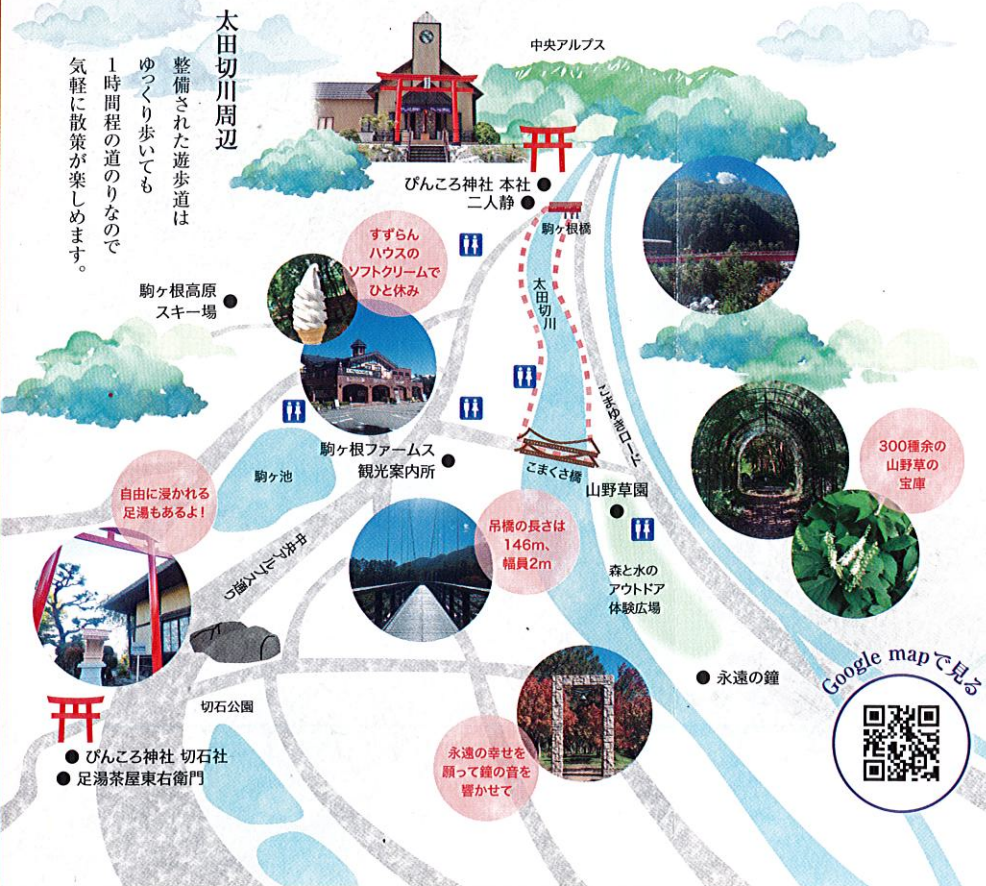 太田切川周辺
整備された遊歩道は
ゆっくり歩いても
1時間程の道のりなので
気軽に散策が楽しめます。
中央アルプス
ぴんころ神社 本社
二人静
駒ヶ根橋
すずらん
ハウスの
ソフトクリームで
ひと休み
駒ヶ根高原
スキー場
太田切川
こまゆきロード
駒ヶ根ファームス
観光案内所
駒ヶ池
こまくさ橋
山野草園
300種余の
山野草の
宝庫
自由に浸かれる
足湯もあるよ!
中央アルプス通り
吊橋の長さは
146m、
幅員2m
森と水の
アウトドア
体験広場
永遠の鐘
Google mapで見る
切石公園
ぴんころ神社 切石社
足湯茶屋東右衛門
永遠の幸せを
願って鐘の音を
響かせて